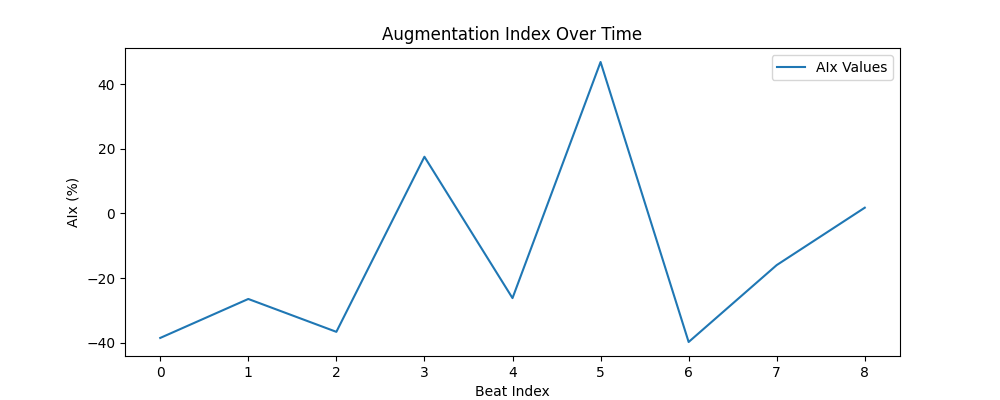 Augmentation Index Over Time
AIx Values
AIx (%)
40
20
0
−20
−40
0 1 2 3 4 5 6 7 8
Beat Index